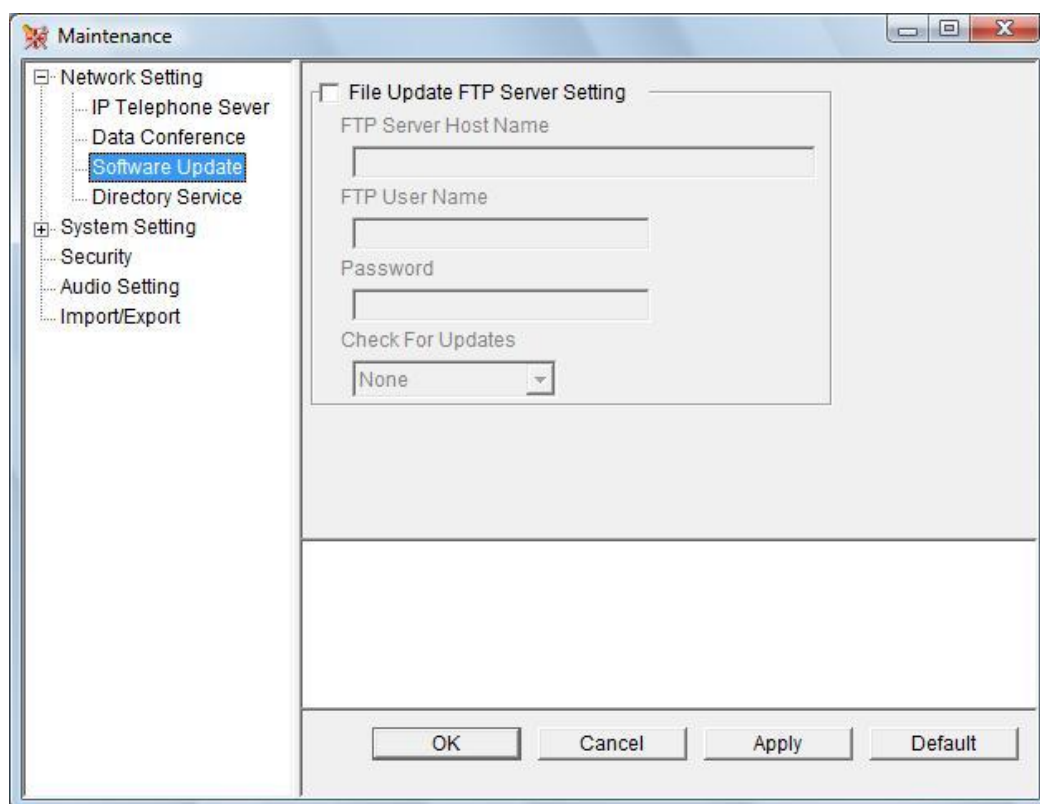 Maintenance
Network Setting
IP Telephone Sever
Data Conference
Software Update
Directory Service
System Setting
Security
Audio Setting
Import/Export
File Update FTP Server Setting
FTP Server Host Name
FTP User Name
Password
Check For Updates
None
OK Cancel Apply Default